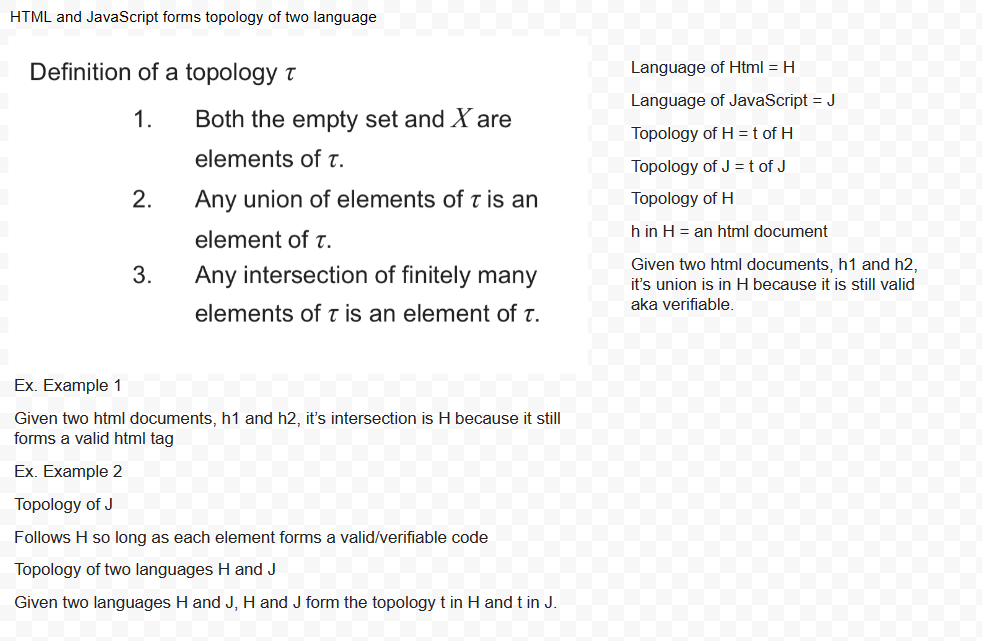 HTML and JavaScript forms topology of two language
Definition of a topology τ
1. Both the empty set and X are
elements of τ.
2. Any union of elements of τ is an
element of τ.
3. Any intersection of finitely many
elements of τ is an element of τ.
Language of Html = H
Language of JavaScript = J
Topology of H = t of H
Topology of J = t of J
Topology of H
h in H = an html document
Given two html documents, h1 and h2,
it's union is in H because it is still valid
aka verifiable.
Ex. Example 1
Given two html documents, h1 and h2, it's intersection is H because it still
forms a valid html tag
Ex. Example 2
Topology of J
Follows H so long as each element forms a valid/verifiable code
Topology of two languages H and J
Given two languages H and J, H and J form the topology t in H and t in J.